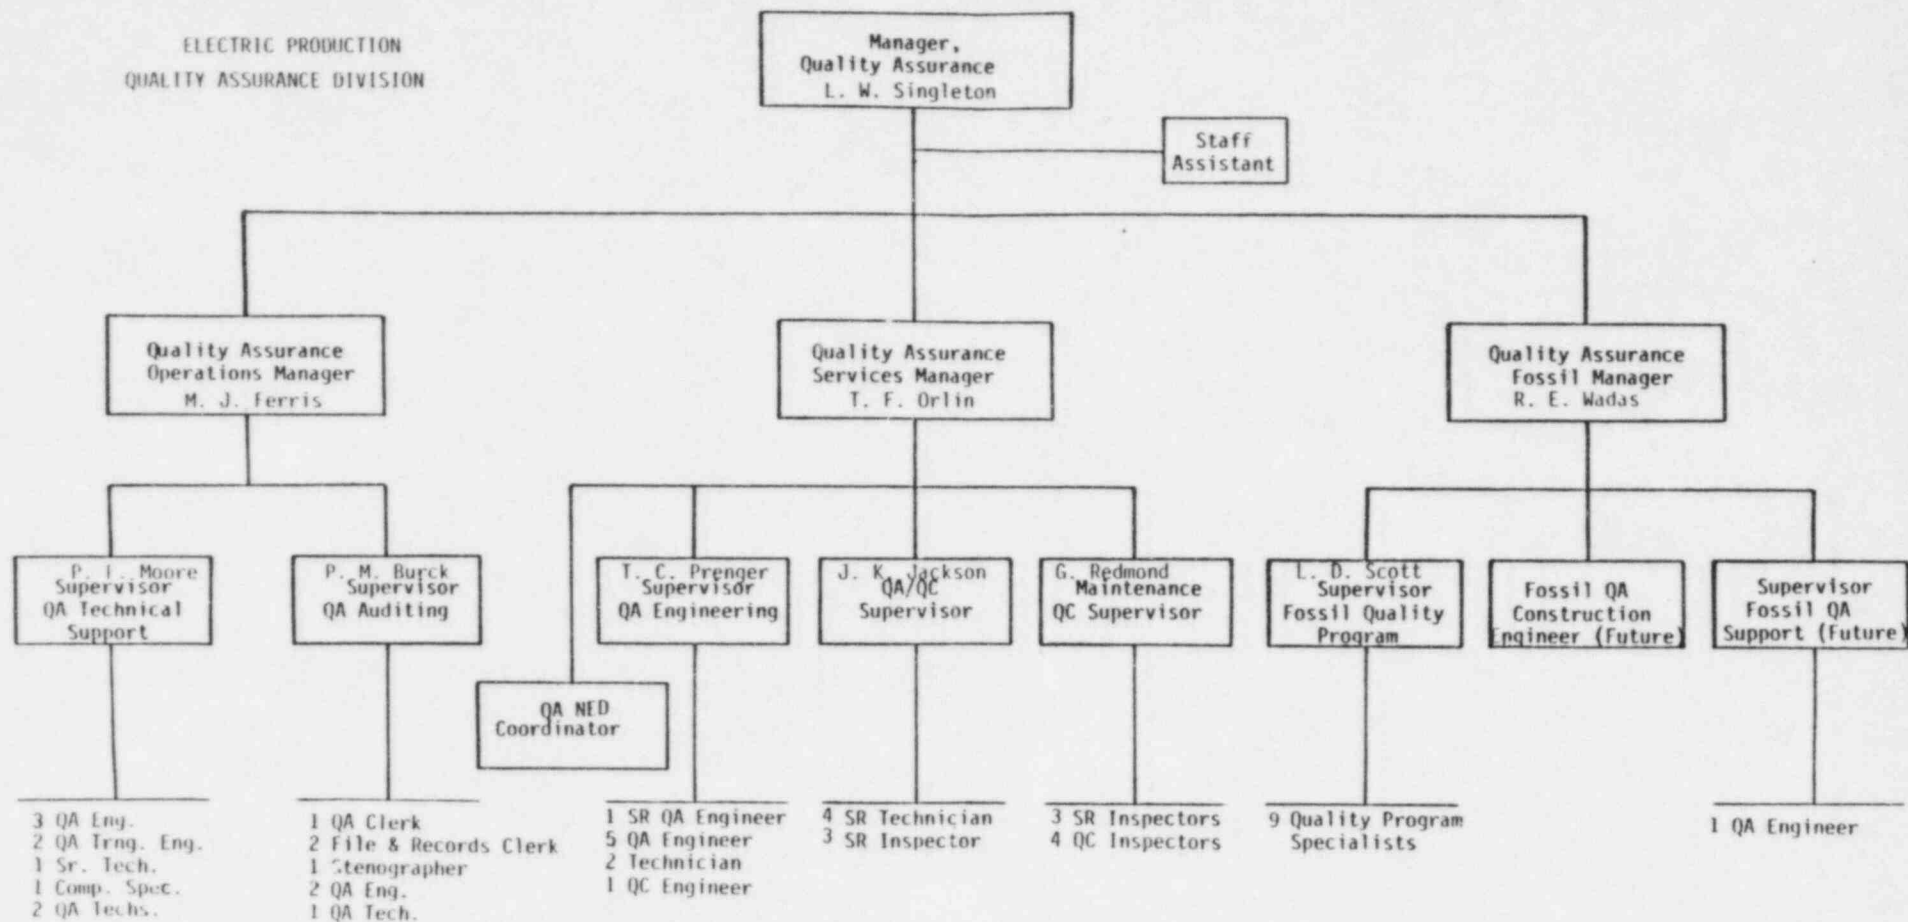 ELECTRIC PRODUCTION
QUALITY ASSURANCE DIVISION
Manager,
Quality Assurance
L. W. Singleton
Staff
Assistant
Quality Assurance
Operations Manager
M. J. Ferris
Quality Assurance
Services Manager
T. F. Orlin
Quality Assurance
Fossil Manager
R. E. Wadas
P. L. Moore
Supervisor
QA Technical
Support
P. M. Burck
Supervisor
QA Auditing
T. C. Prenger
Supervisor
QA Engineering
J. K. Jackson
QA/QC
Supervisor
G. Redmond
Maintenance
QC Supervisor
L. D. Scott
Supervisor
Fossil Quality
Program
Fossil QA
Construction
Engineer (Future)
Supervisor
Fossil QA
Support (Future)
QA NED
Coordinator
3 QA Eng.
2 QA Trng. Eng.
1 Sr. Tech.
1 Comp. Spec.
2 QA Techs.
1 QA Clerk
2 File & Records Clerk
1 Stenographer
2 QA Eng.
1 QA Tech.
1 SR QA Engineer
5 QA Engineer
2 Technician
1 QC Engineer
4 SR Technician
3 SR Inspector
3 SR Inspectors
4 QC Inspectors
9 Quality Program
Specialists
1 QA Engineer